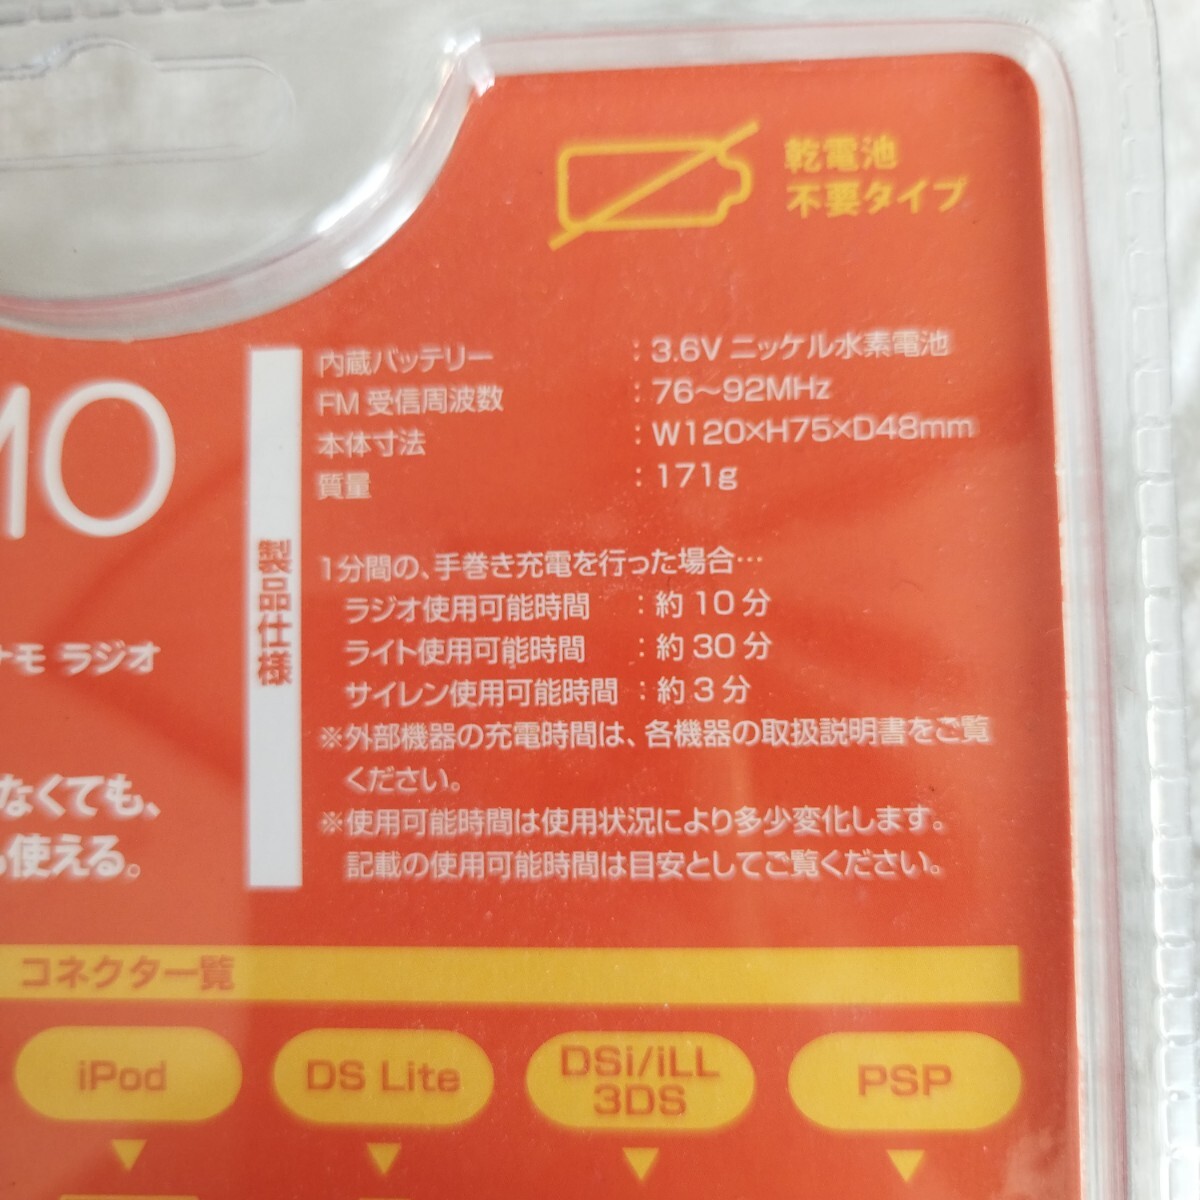 乾電池
不要タイプ
MO
ナモ ラジオ
なくても、
も使える。
製品仕様
内蔵バッテリー : 3.6V ニッケル水素電池
FM 受信周波数 : 76〜92MHz
本体寸法 : W120×H75×D48mm
質量 : 171g
1分間の、手巻き充電を行った場合…
ラジオ使用可能時間 : 約10分
ライト使用可能時間 : 約30分
サイレン使用可能時間 : 約3分
※外部機器の充電時間は、各機器の取扱説明書をご覧
ください。
※使用可能時間は使用状況により多少変化します。
記載の使用可能時間は目安としてご覧ください。
コネクター覧
iPod
DS Lite
DSi/iLL
3DS
PSP